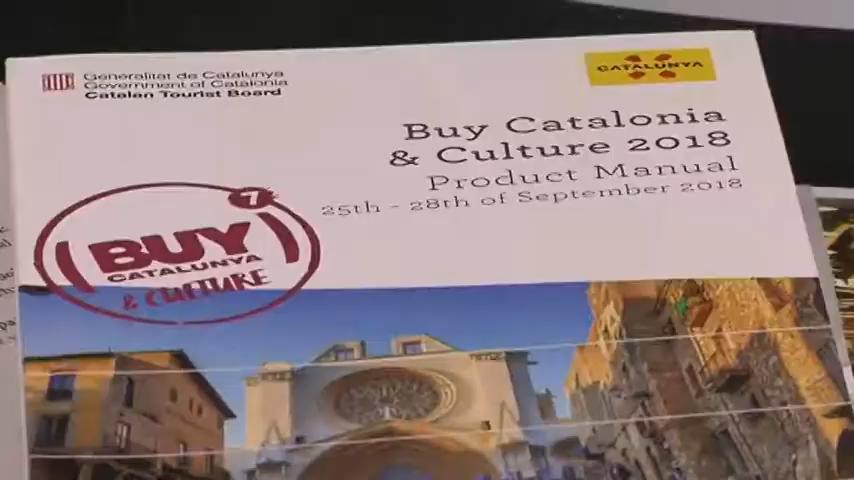 Generalitat de Catalunya
Government of Catalonia
Catalan Tourist Board
CATALUNYA
Buy Catalonia
& Culture 2018
Product Manual
25th - 28th of September 2018
7
BUY
CATALUNYA
& CULTURE